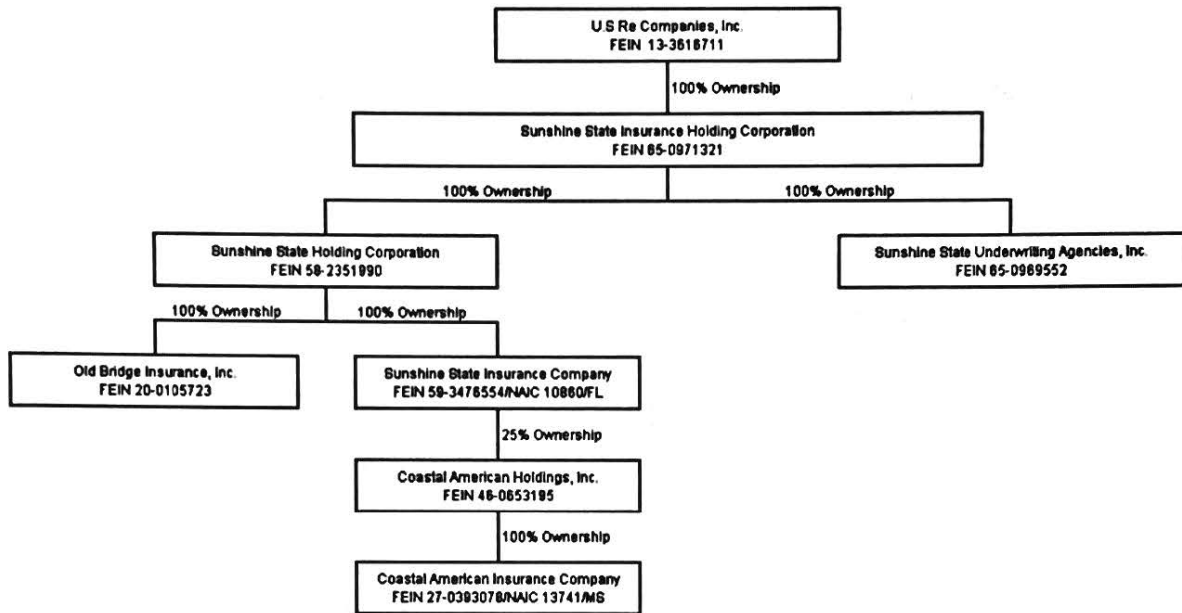 U.S Re Companies, Inc.
FEIN 13-3616711
100% Ownership
Sunshine State Insurance Holding Corporation
FEIN 65-0971321
100% Ownership
100% Ownership
Sunshine State Holding Corporation
FEIN 58-2351990
Sunshine State Underwriting Agencies, Inc.
FEIN 65-0969552
100% Ownership
100% Ownership
Old Bridge Insurance, Inc.
FEIN 20-0105723
Sunshine State Insurance Company
FEIN 59-3476554/NAIC 10860/FL
25% Ownership
Coastal American Holdings, Inc.
FEIN 46-0653195
100% Ownership
Coastal American Insurance Company
FEIN 27-0393078/NAIC 13741/MS